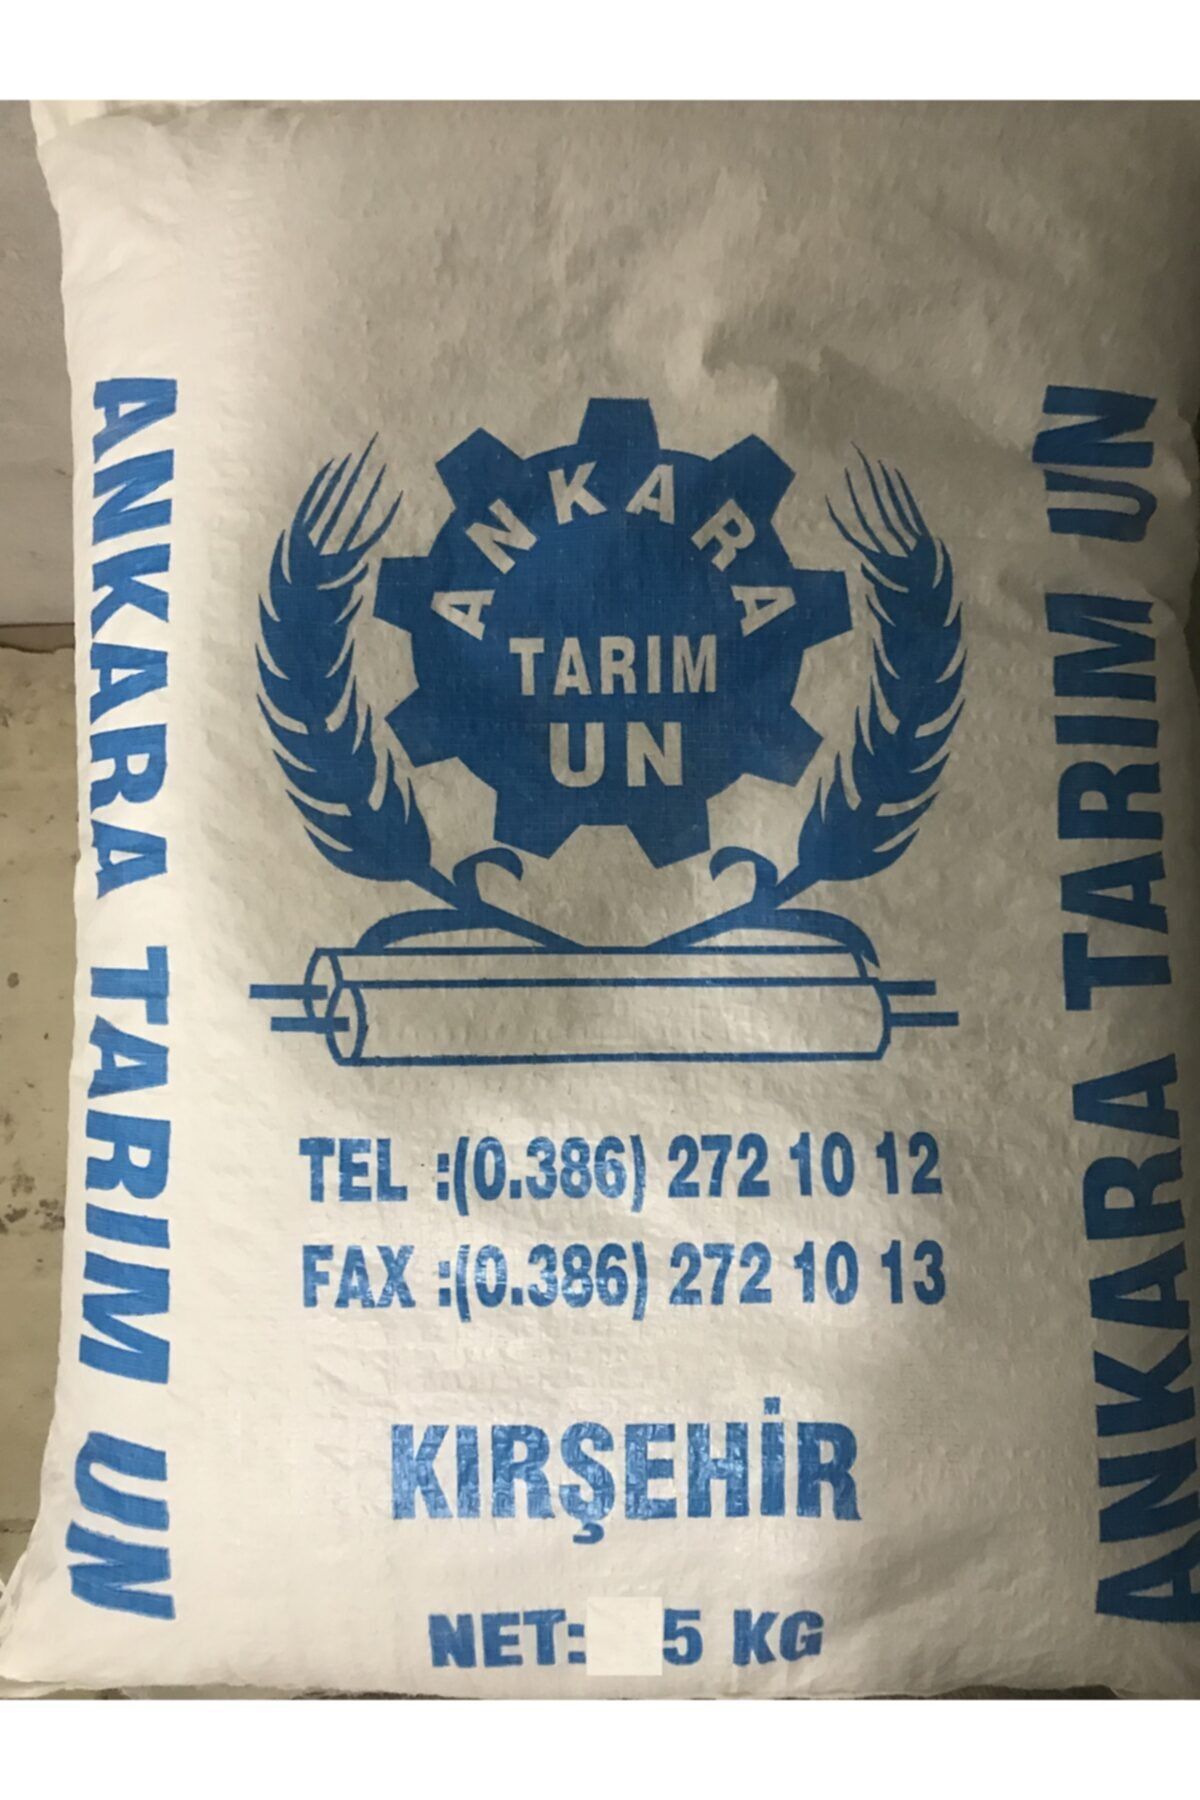 ANKARA TARIM UN
ANKARA
TARIM
UN
ANKARA TARIM UN
TEL :(0.386) 272 10 12
FAX :(0.386) 272 10 13
KIRŞEHİR
NET: 5 KG